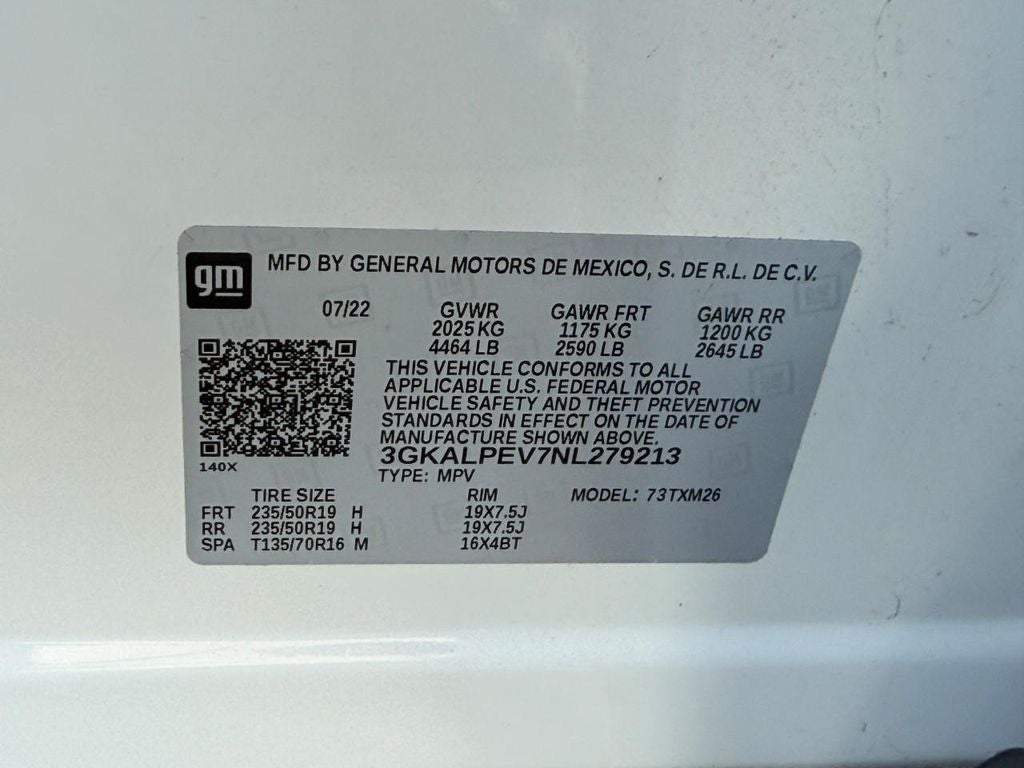 gm MFD BY GENERAL MOTORS DE MEXICO, S. DE R.L. DE C.V.
07/22 GVWR GAWR FRT GAWR RR
2025 KG 1175 KG 1200 KG
4464 LB 2590 LB 2645 LB
THIS VEHICLE CONFORMS TO ALL
APPLICABLE U.S. FEDERAL MOTOR
VEHICLE SAFETY AND THEFT PREVENTION
STANDARDS IN EFFECT ON THE DATE OF
MANUFACTURE SHOWN ABOVE.
140X 3GKALPEV7NL279213
TYPE: MPV
TIRE SIZE RIM MODEL: 73TXM26
FRT 235/50R19 H 19X7.5J
RR 235/50R19 H 19X7.5J
SPA T135/70R16 M 16X4BT